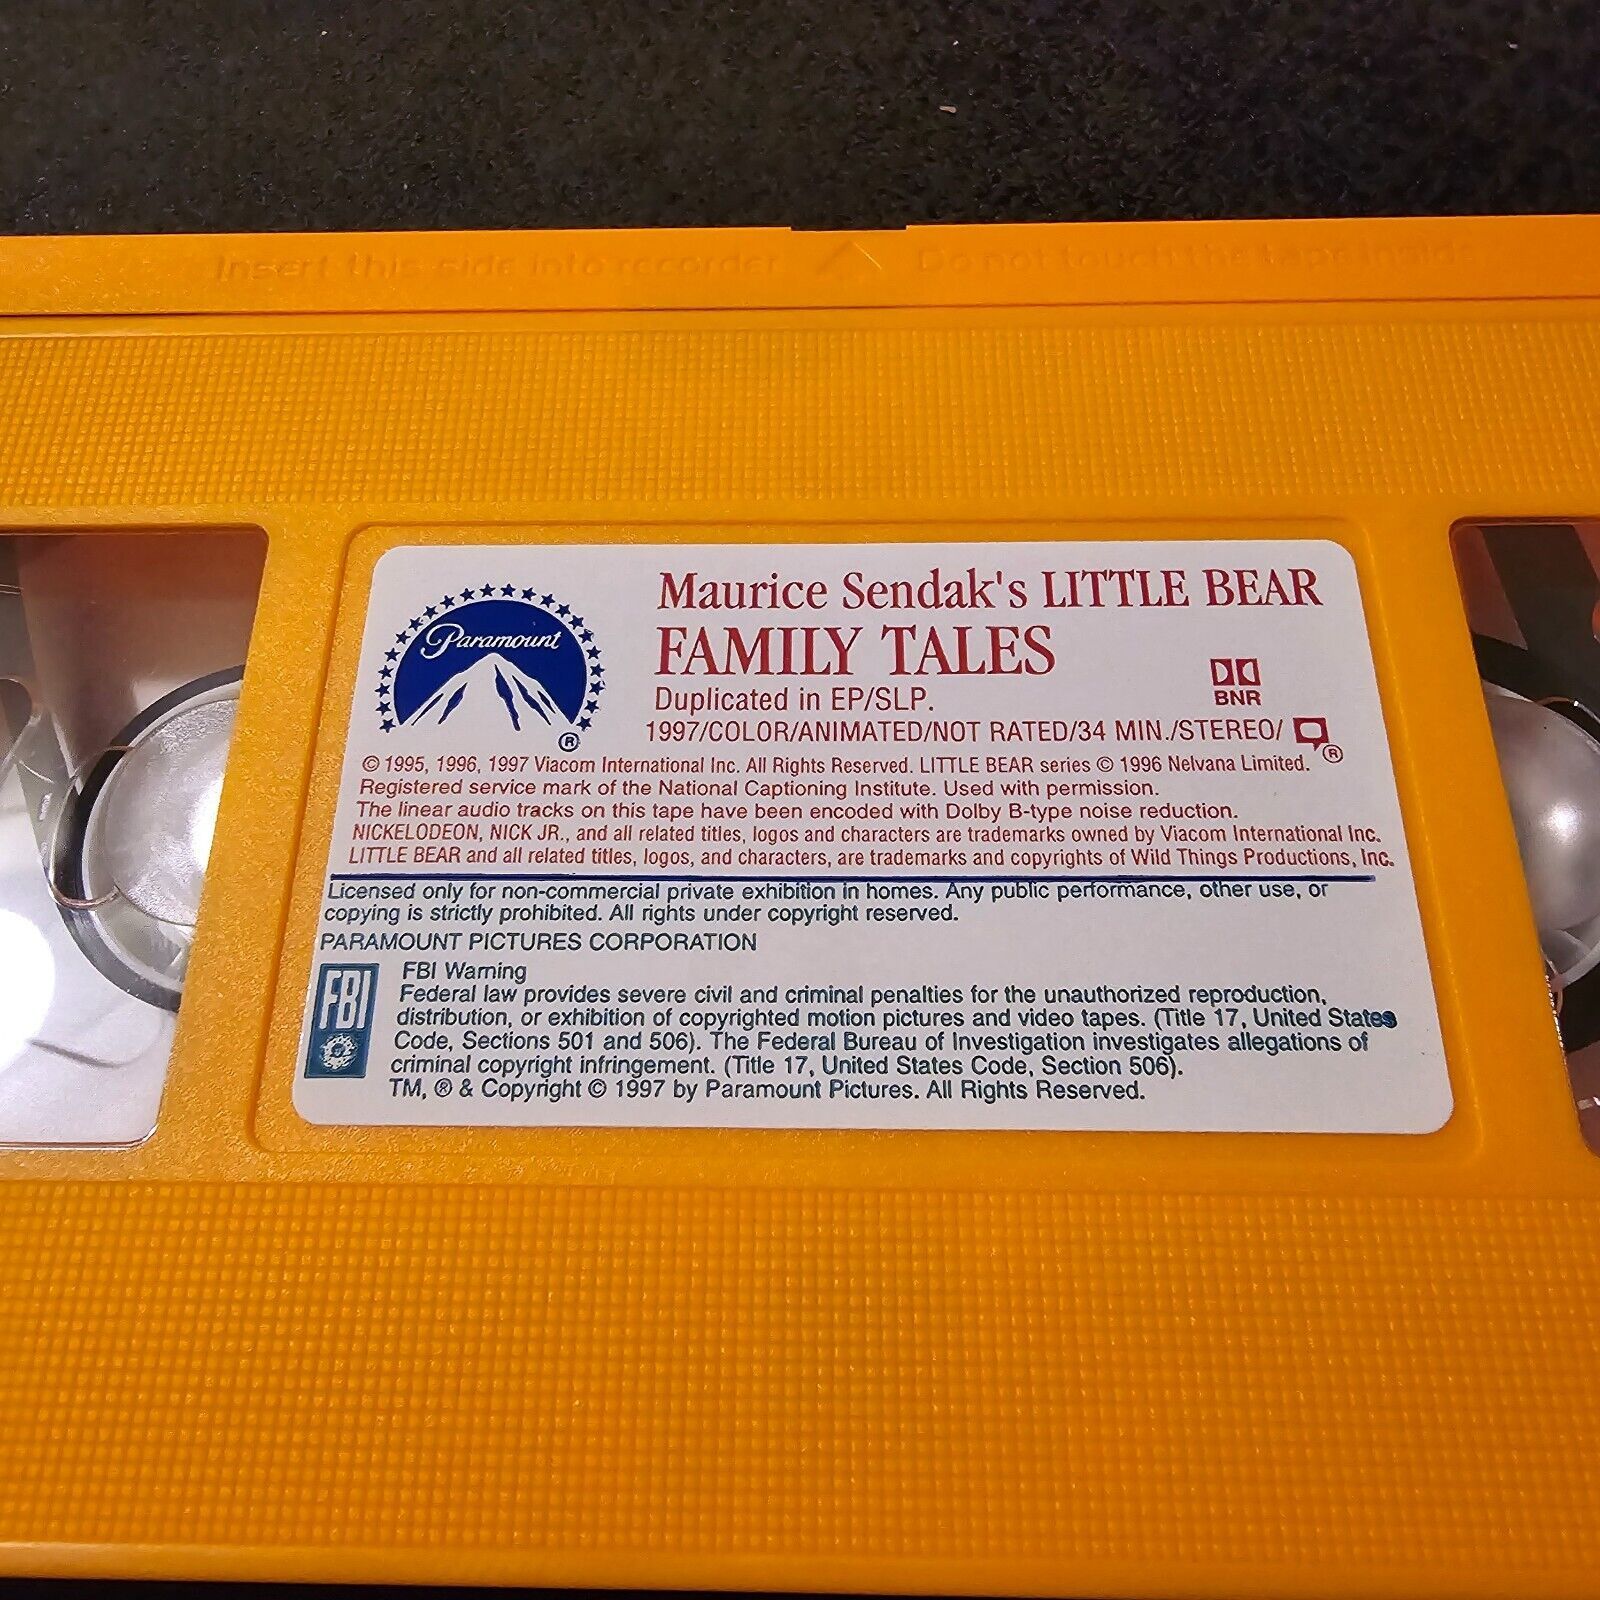 Insert this side into recorder
Do not touch the tape inside
Paramount
®
Maurice Sendak's LITTLE BEAR
FAMILY TALES
Duplicated in EP/SLP.
BNR
1997/COLOR/ANIMATED/NOT RATED/34 MIN./STEREO/ ®
© 1995, 1996, 1997 Viacom International Inc. All Rights Reserved. LITTLE BEAR series © 1996 Nelvana Limited.
Registered service mark of the National Captioning Institute. Used with permission.
The linear audio tracks on this tape have been encoded with Dolby B-type noise reduction.
NICKELODEON, NICK JR., and all related titles, logos and characters are trademarks owned by Viacom International Inc.
LITTLE BEAR and all related titles, logos, and characters, are trademarks and copyrights of Wild Things Productions, Inc.
Licensed only for non-commercial private exhibition in homes. Any public performance, other use, or
copying is strictly prohibited. All rights under copyright reserved.
PARAMOUNT PICTURES CORPORATION
FBI
FBI Warning
Federal law provides severe civil and criminal penalties for the unauthorized reproduction,
distribution, or exhibition of copyrighted motion pictures and video tapes. (Title 17, United States
Code, Sections 501 and 506). The Federal Bureau of Investigation investigates allegations of
criminal copyright infringement. (Title 17, United States Code, Section 506).
TM, ® & Copyright © 1997 by Paramount Pictures. All Rights Reserved.